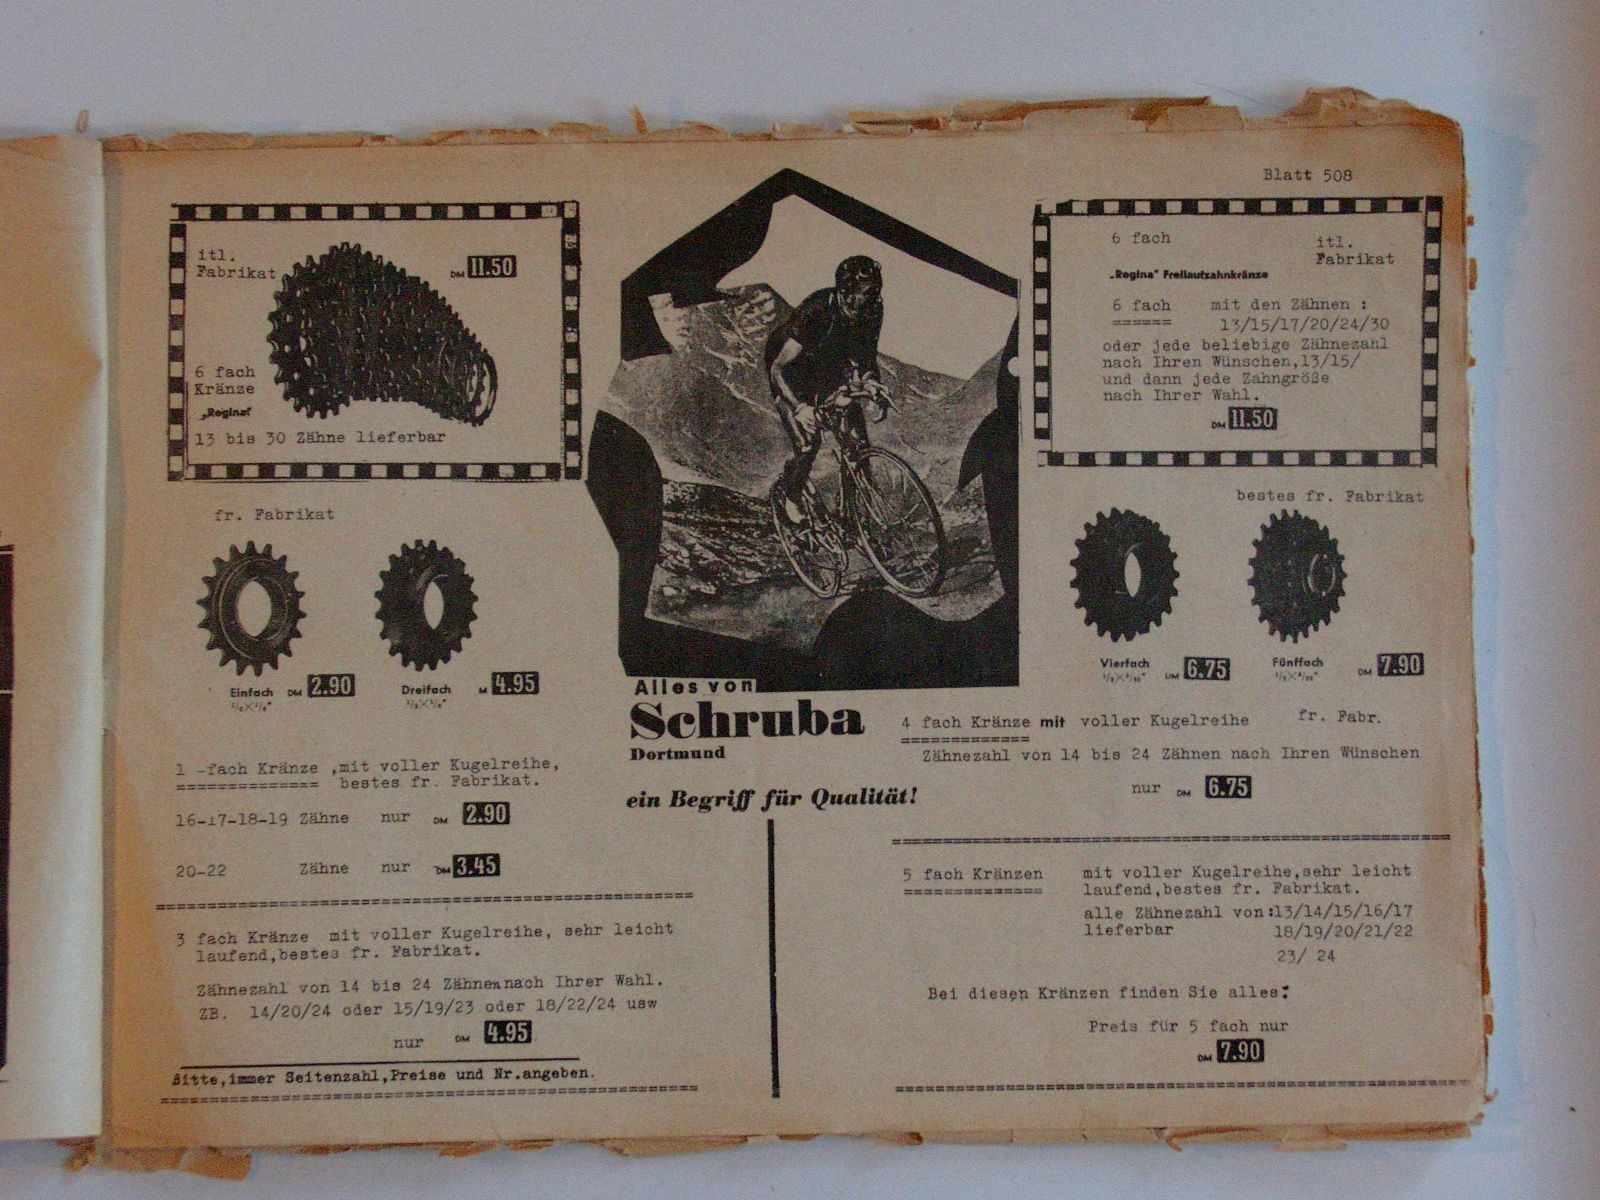 Blatt 508
itl.
Fabrikat
DM 11.50
6 fach
Kränze
„Regina"
13 bis 30 Zähne lieferbar
6 fach
itl.
Fabrikat
„Regina" Freilaufzahnkränze
6 fach mit den Zähnen :
======
13/15/17/20/24/30
oder jede beliebige Zähnezahl
nach Ihren Wünschen,13/15/
und dann jede Zahngröße
nach Ihrer Wahl.
DM 11.50
fr. Fabrikat
Einfach DM 2.90
1/2×1/8"
Dreifach M 4.95
bestes fr. Fabrikat
Vierfach DM 6.75
Fünffach DM 7.90
Alles von
Schruba
Dortmund
ein Begriff für Qualität!
1 -fach Kränze ,mit voller Kugelreihe,
============== bestes fr. Fabrikat.
16-17-18-19 Zähne nur DM 2.90
20-22 Zähne nur DM 3.45
3 fach Kränze mit voller Kugelreihe, sehr leicht
laufend,bestes fr. Fabrikat.
Zähnezahl von 14 bis 24 Zähnen nach Ihrer Wahl.
ZB. 14/20/24 oder 15/19/23 oder 18/22/24 usw
nur DM 4.95
Bitte,immer Seitenzahl,Preise und Nr.angeben.
4 fach Kränze mit voller Kugelreihe fr. Fabr.
=============
Zähnezahl von 14 bis 24 Zähnen nach Ihren Wünschen
nur DM 6.75
5 fach Kränzen mit voller Kugelreihe,sehr leicht
============== laufend,bestes fr. Fabrikat.
alle Zähnezahl von:13/14/15/16/17
lieferbar 18/19/20/21/22
23/ 24
Bei diesen Kränzen finden Sie alles:
Preis für 5 fach nur
DM 7.90